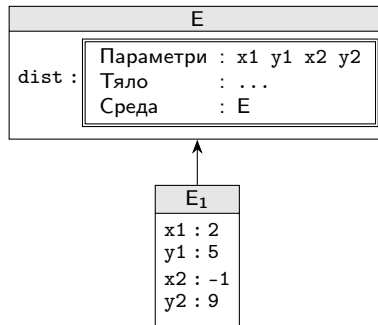 E
dist :
Параметри : x1 y1 x2 y2
Тяло : ...
Среда : E
E₁
x1 : 2
y1 : 5
x2 : -1
y2 : 9